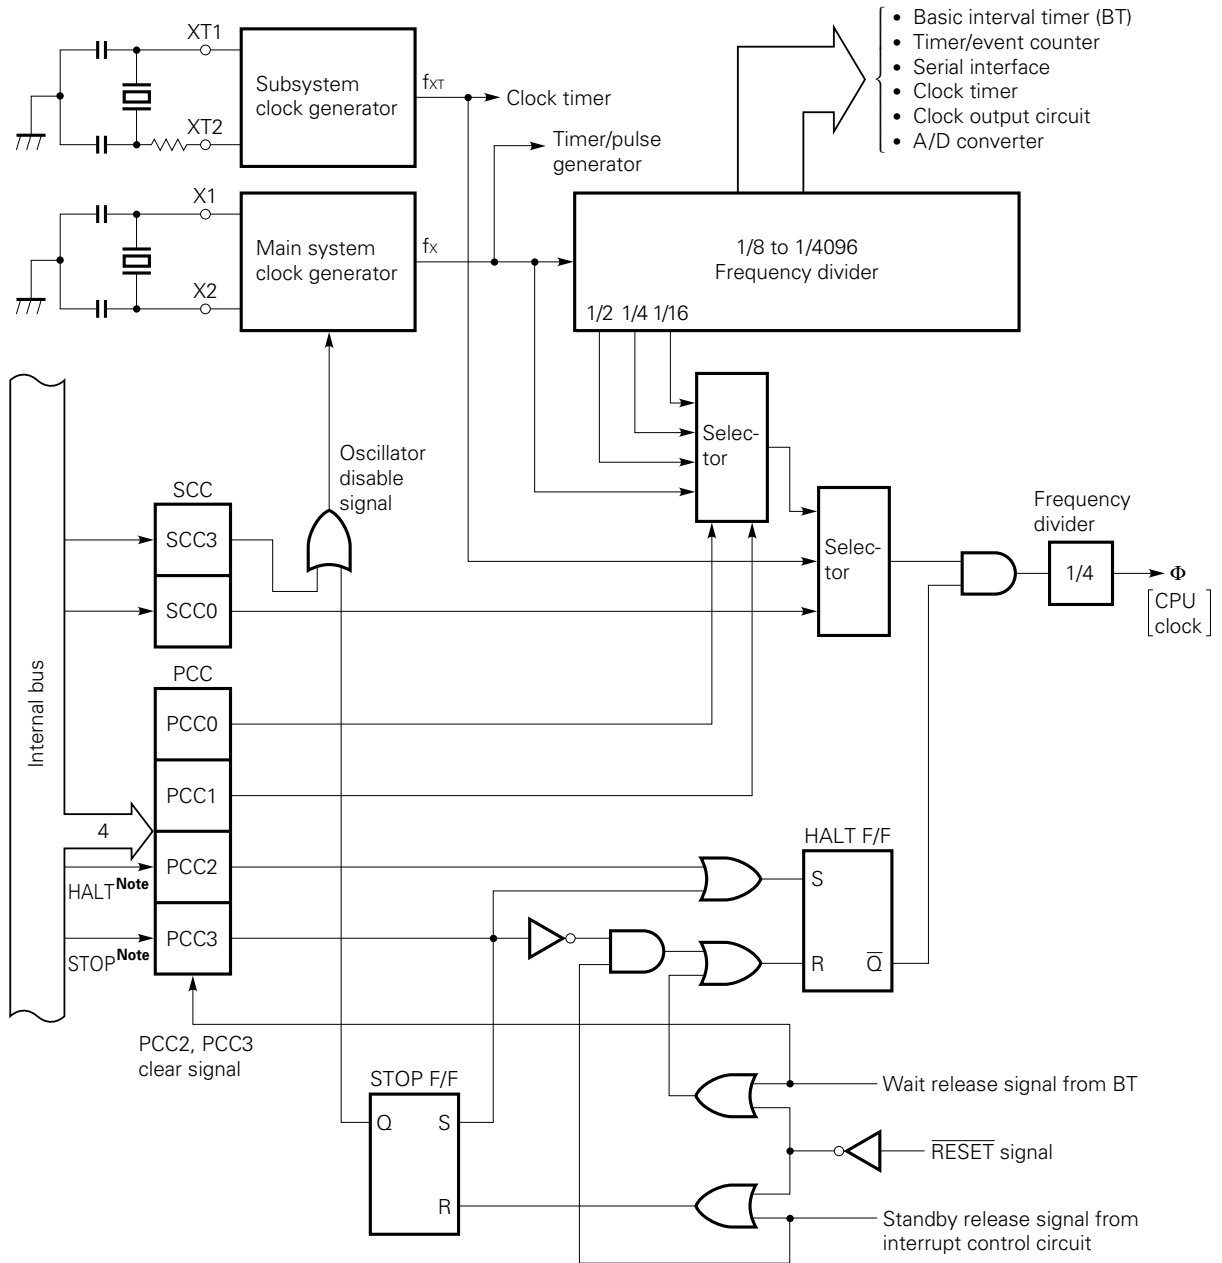 XT1
XT2
Subsystem
clock generator
fXT
Clock timer
Timer/pulse
generator
• Basic interval timer (BT)
• Timer/event counter
• Serial interface
• Clock timer
• Clock output circuit
• A/D converter
X1
X2
Main system
clock generator
fX
1/8 to 1/4096
Frequency divider
1/2 1/4 1/16
Selec-
tor
Oscillator
disable
signal
SCC
SCC3
SCC0
Selec-
tor
Frequency
divider
1/4
Φ
[CPU
clock]
Internal bus
PCC
PCC0
PCC1
4
PCC2
HALT Note
PCC3
STOP Note
HALT F/F
S
R
Q̅
PCC2, PCC3
clear signal
STOP F/F
Q
S
R
Wait release signal from BT
R̅E̅S̅E̅T̅ signal
Standby release signal from
interrupt control circuit